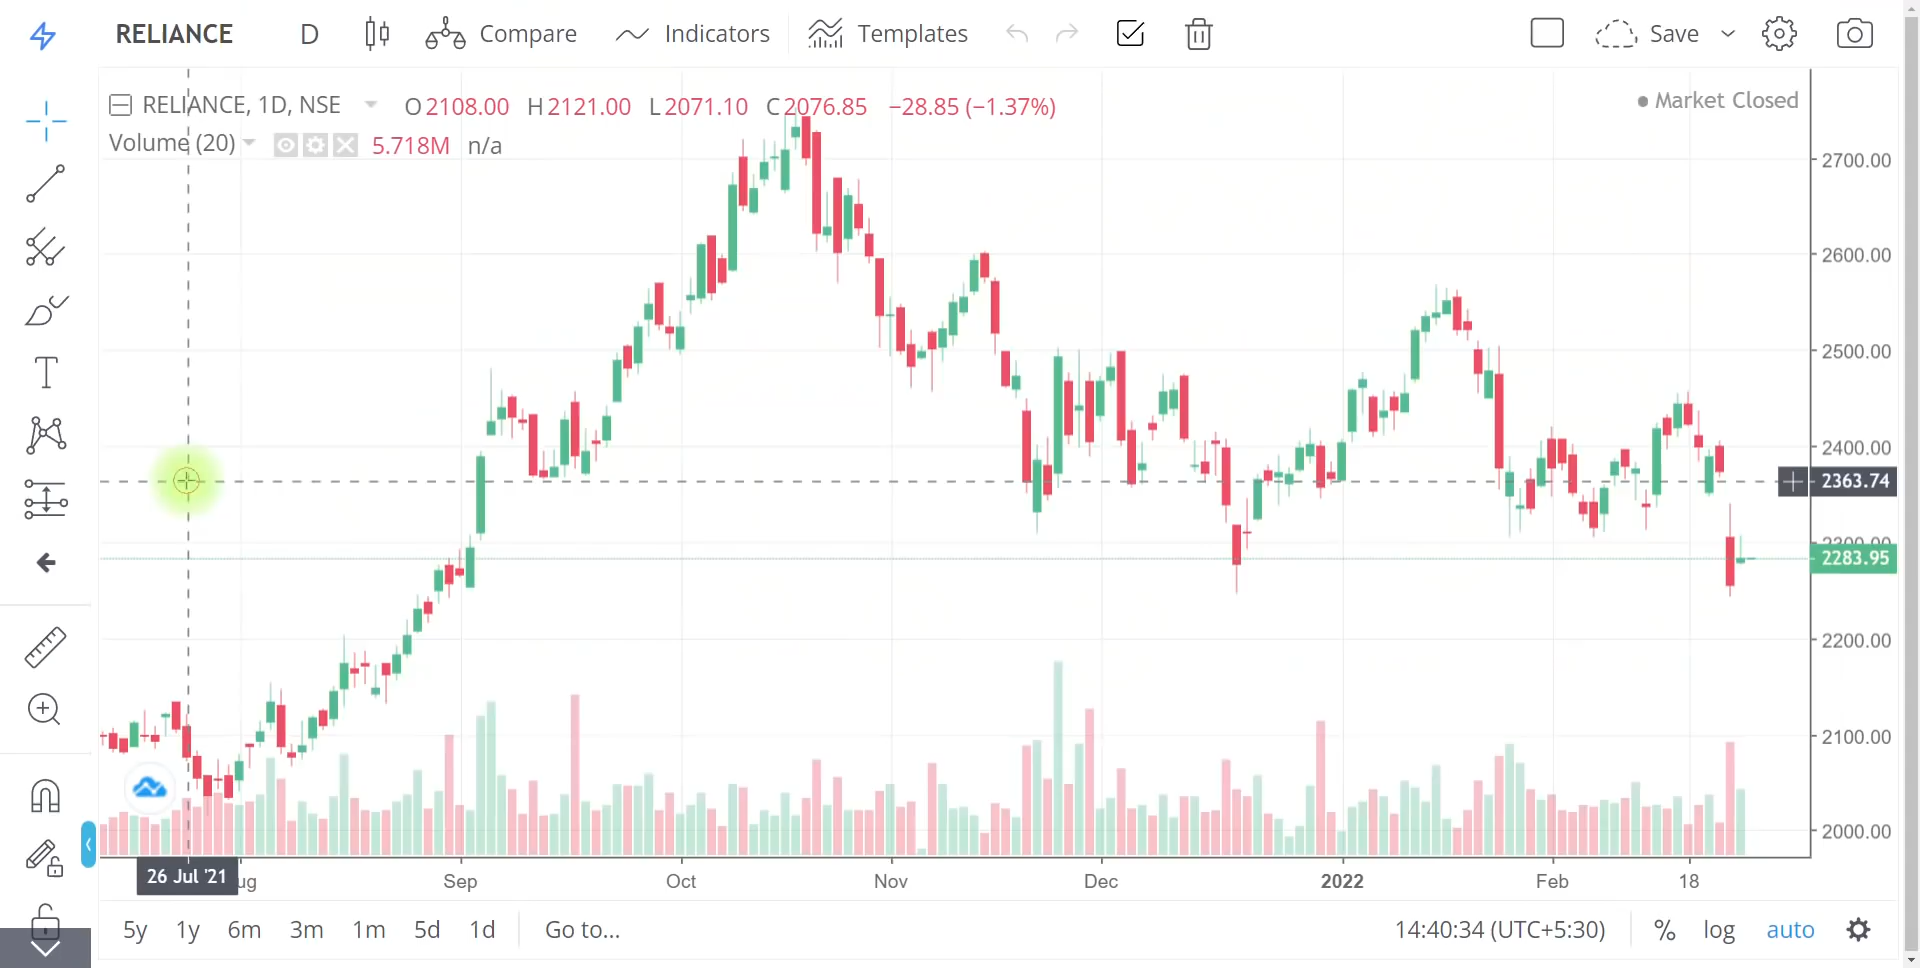 RELIANCE D Compare Indicators Templates Save
RELIANCE, 1D, NSE O2108.00 H2121.00 L2071.10 C2076.85 −28.85 (−1.37%) Market Closed
Volume (20) 5.718M n/a
2700.00
2600.00
2500.00
2400.00
2363.74
2300.00
2283.95
2200.00
2100.00
2000.00
26 Jul '21 ug Sep Oct Nov Dec 2022 Feb 18
5y 1y 6m 3m 1m 5d 1d Go to... 14:40:34 (UTC+5:30) % log auto